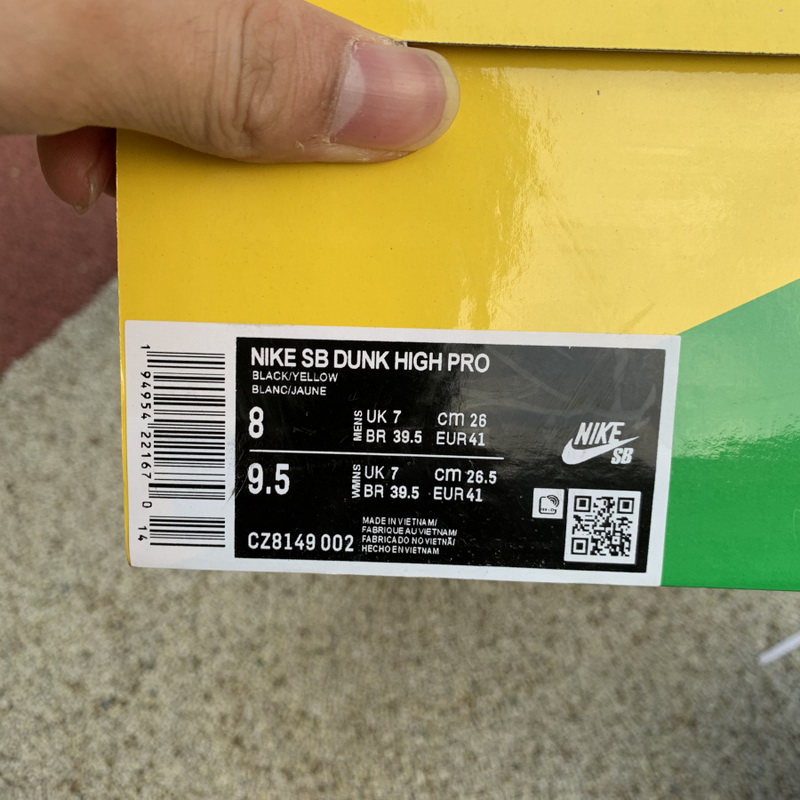 NIKE SB DUNK HIGH PRO
BLACK/YELLOW
BLANC/JAUNE
8 MENS UK 7 cm 26
BR 39.5 EUR 41
9.5 WMNS UK 7 cm 26.5
BR 39.5 EUR 41
CZ8149 002
MADE IN VIETNAM/
FABRIQUE AU VIETNAM/
FABRICADO NO VIETNÃ/
HECHO EN VIETNAM
NIKE
SB
1 94954 22167 0 14